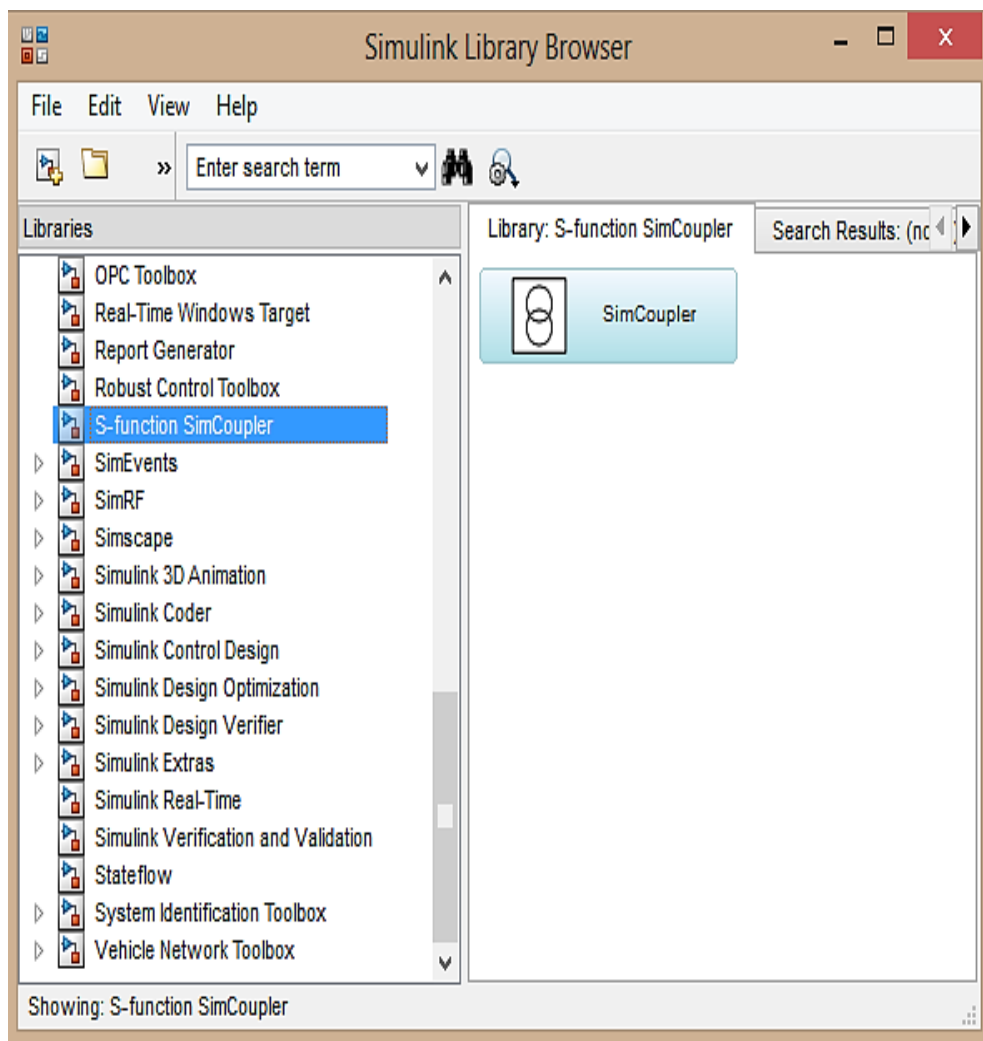 Simulink Library Browser
File Edit View Help
» Enter search term
Libraries
OPC Toolbox
Real-Time Windows Target
Report Generator
Robust Control Toolbox
S-function SimCoupler
SimEvents
SimRF
Simscape
Simulink 3D Animation
Simulink Coder
Simulink Control Design
Simulink Design Optimization
Simulink Design Verifier
Simulink Extras
Simulink Real-Time
Simulink Verification and Validation
Stateflow
System Identification Toolbox
Vehicle Network Toolbox
Library: S-function SimCoupler
Search Results:
SimCoupler
Showing: S-function SimCoupler